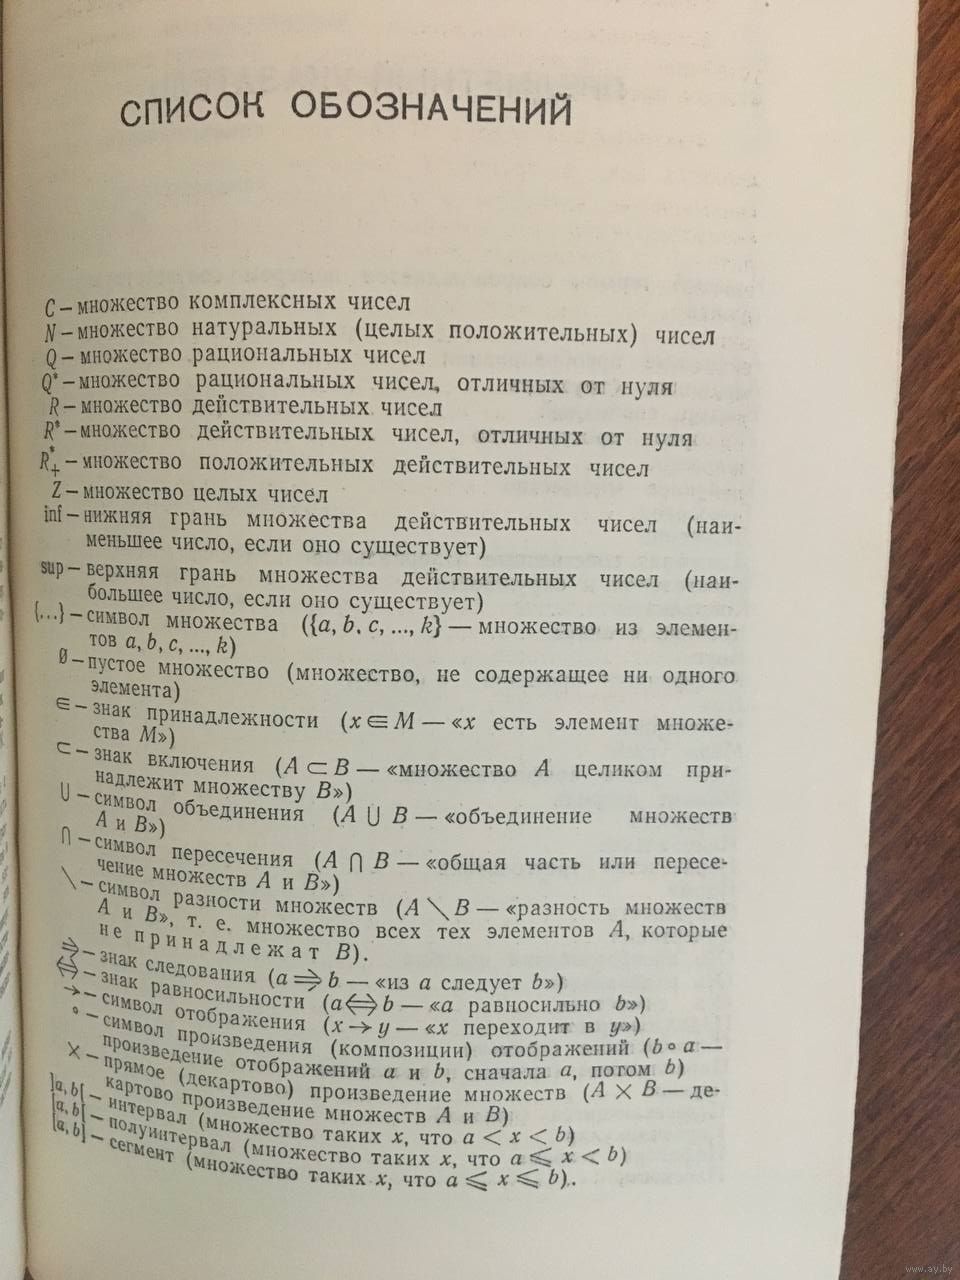 СПИСОК ОБОЗНАЧЕНИЙ
C — множество комплексных чисел
N — множество натуральных (целых положительных) чисел
Q — множество рациональных чисел
Q* — множество рациональных чисел, отличных от нуля
R — множество действительных чисел
R* — множество действительных чисел, отличных от нуля
R*₊ — множество положительных действительных чисел
Z — множество целых чисел
inf — нижняя грань множества действительных чисел (наи-
меньшее число, если оно существует)
sup — верхняя грань множества действительных чисел (наи-
большее число, если оно существует)
{...} — символ множества ({a, b, c, ..., k} — множество из элемен-
тов a, b, c, ..., k)
∅ — пустое множество (множество, не содержащее ни одного
элемента)
∈ — знак принадлежности (x ∈ M — «x есть элемент множе-
ства M»)
⊂ — знак включения (A ⊂ B — «множество A целиком при-
надлежит множеству B»)
∪ — символ объединения (A ∪ B — «объединение множеств
A и B»)
∩ — символ пересечения (A ∩ B — «общая часть или пересе-
чение множеств A и B»)
\ — символ разности множеств (A \ B — «разность множеств
A и B», т. е. множество всех тех элементов A, которые
не принадлежат B).
⇒ — знак следования (a ⇒ b — «из a следует b»)
⇔ — знак равносильности (a ⇔ b — «a равносильно b»)
→ — символ отображения (x → y — «x переходит в y»)
∘ — символ произведения (композиции) отображений (b ∘ a —
произведение отображений a и b, сначала a, потом b)
× — прямое (декартово) произведение множеств (A × B — де-
картово произведение множеств A и B)
]a, b[ — интервал (множество таких x, что a < x < b)
[a, b[ — полуинтервал (множество таких x, что a ⩽ x < b)
[a, b] — сегмент (множество таких x, что a ⩽ x ⩽ b)..
www.ay.by